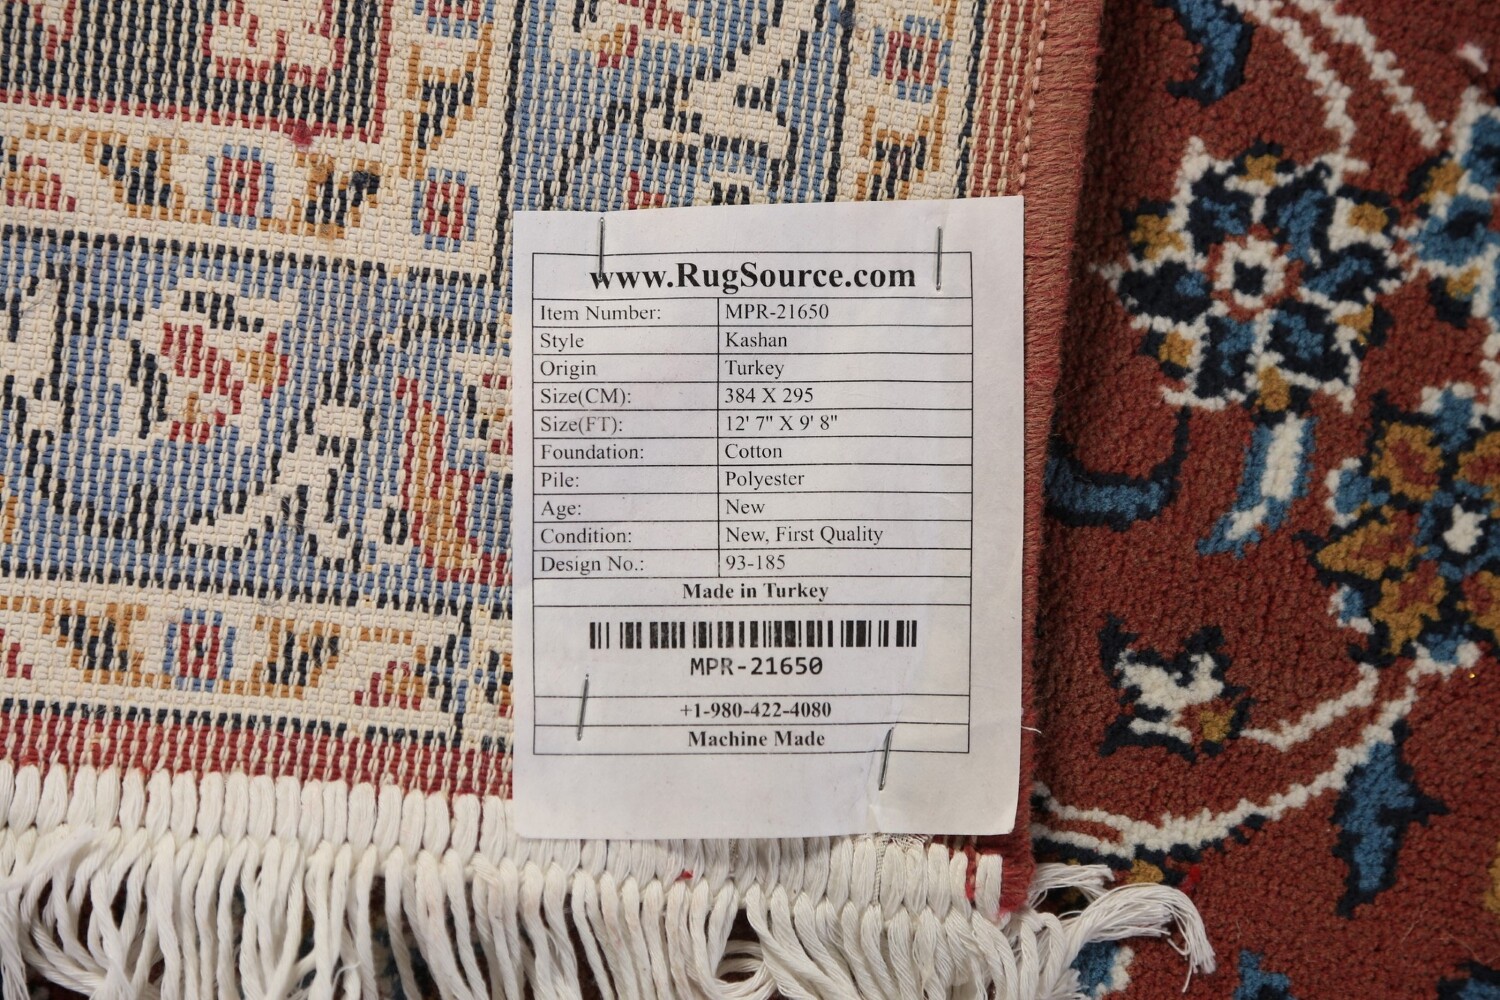 www.RugSource.com
Item Number: MPR-21650
Style Kashan
Origin Turkey
Size(CM): 384 X 295
Size(FT): 12' 7" X 9' 8"
Foundation: Cotton
Pile: Polyester
Age: New
Condition: New, First Quality
Design No.: 93-185
Made in Turkey
MPR-21650
+1-980-422-4080
Machine Made